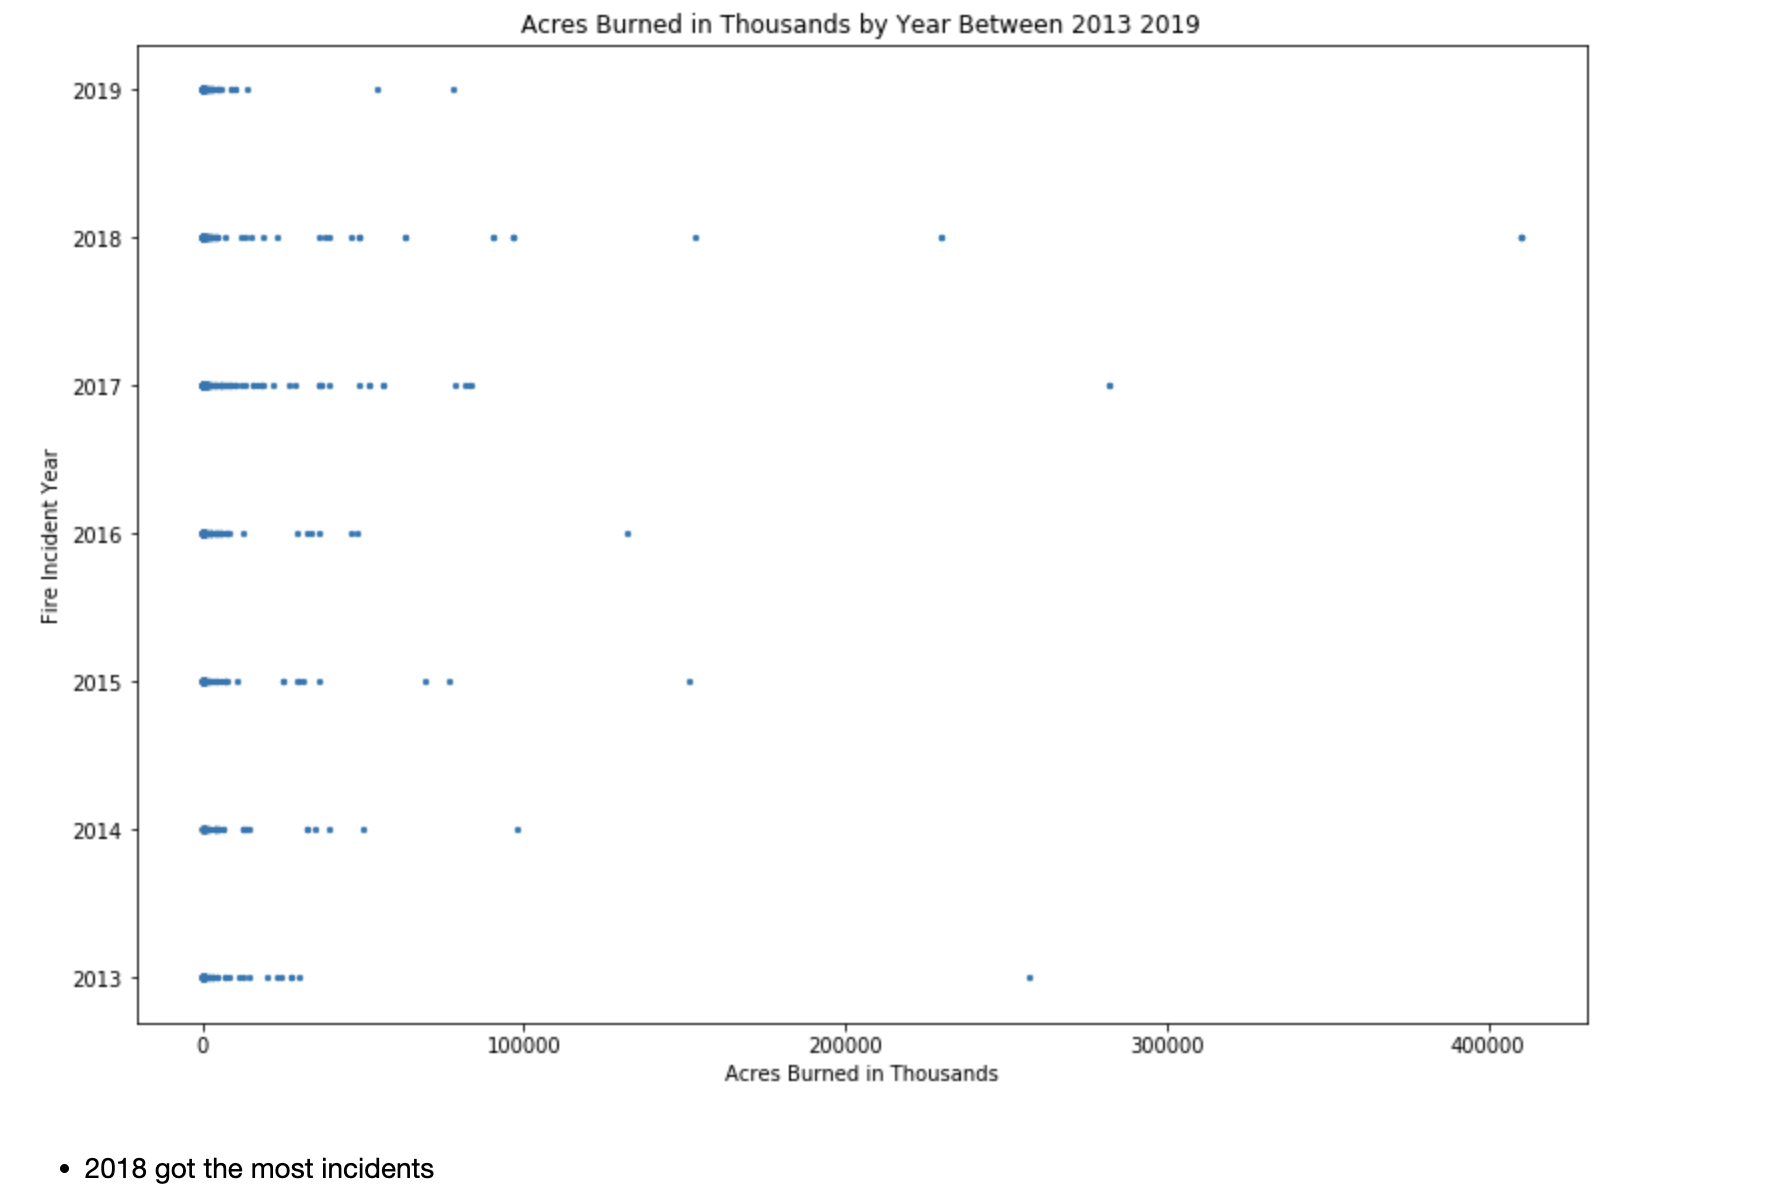 Acres Burned in Thousands by Year Between 2013 2019
2019
2018
2017
2016
2015
2014
2013
Fire Incident Year
0 100000 200000 300000 400000
Acres Burned in Thousands
• 2018 got the most incidents